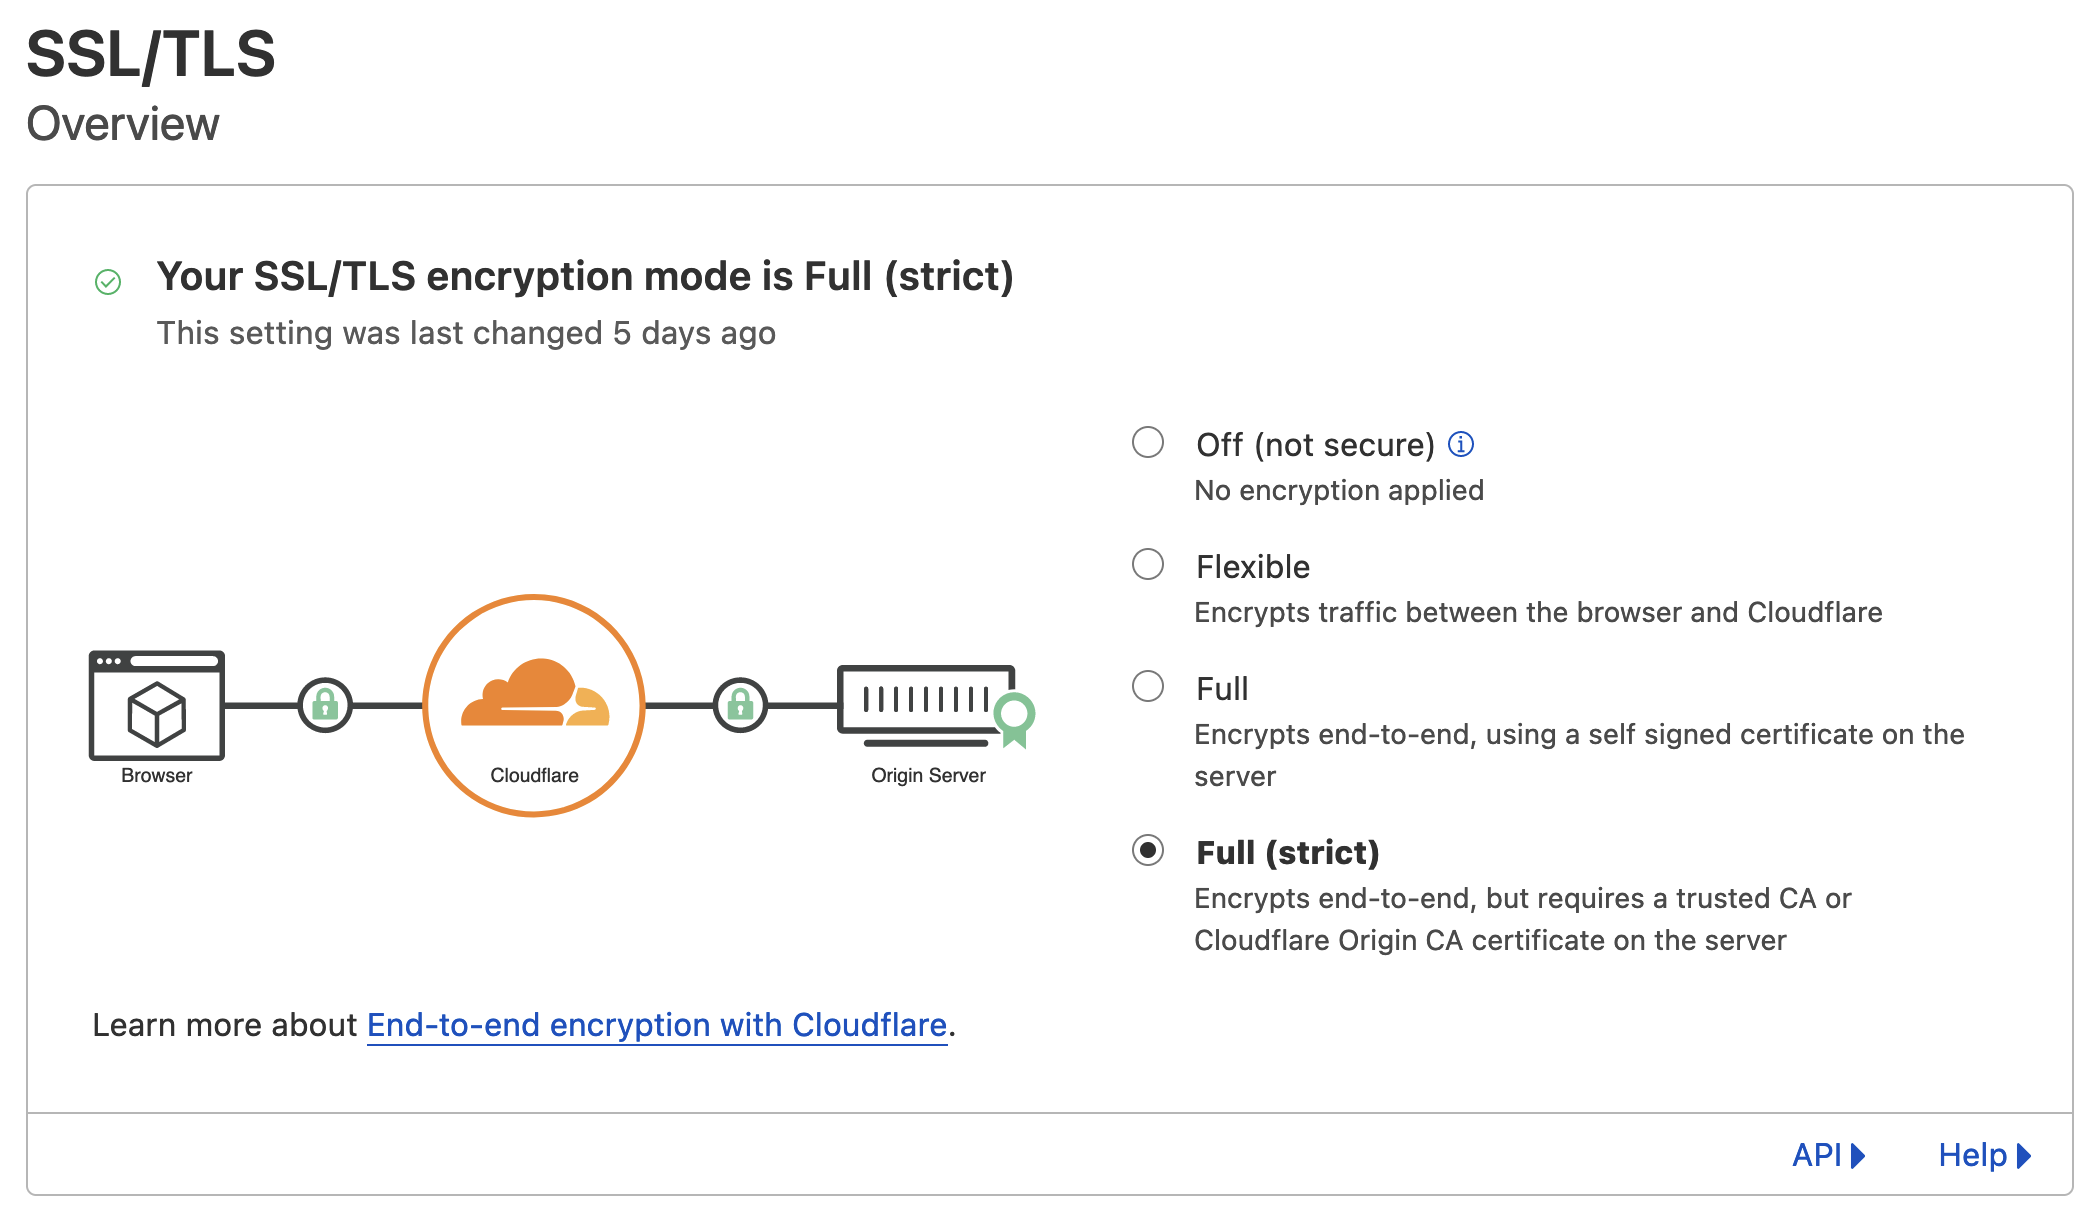 SSL/TLS
Overview
Your SSL/TLS encryption mode is Full (strict)
This setting was last changed 5 days ago
Browser
Cloudflare
Origin Server
Off (not secure)
No encryption applied
Flexible
Encrypts traffic between the browser and Cloudflare
Full
Encrypts end-to-end, using a self signed certificate on the
server
Full (strict)
Encrypts end-to-end, but requires a trusted CA or
Cloudflare Origin CA certificate on the server
Learn more about End-to-end encryption with Cloudflare.
API
Help